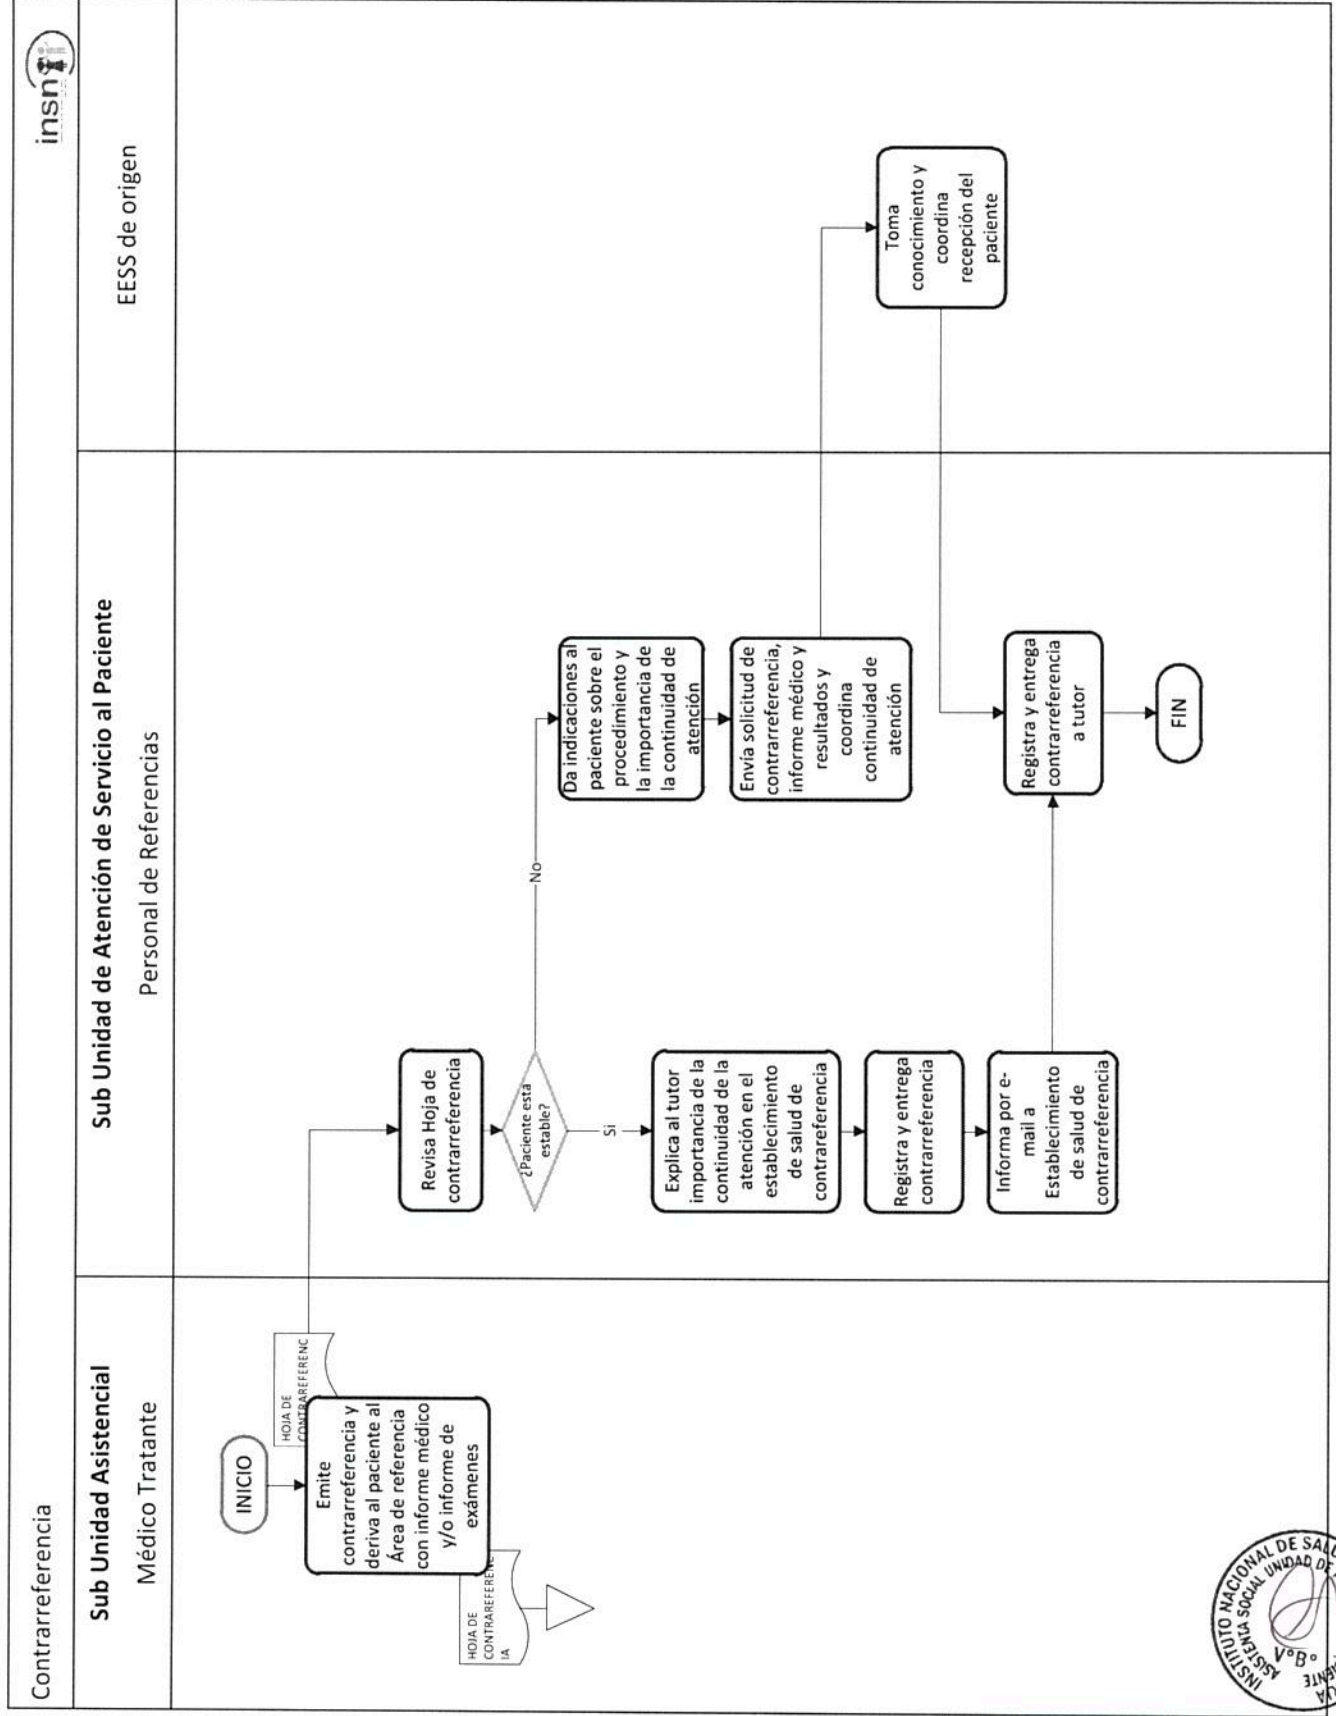 Contrarreferencia
insn
Sub Unidad Asistencial
Médico Tratante
Sub Unidad de Atención de Servicio al Paciente
Personal de Referencias
EESS de origen
INICIO
HOJA DE
CONTRAREFERENC
Emite
contrarreferencia y
deriva al paciente al
Área de referencia
con informe médico
y/o informe de
exámenes
HOJA DE
CONTRAREFERENC
IA
Revisa Hoja de
contrarreferencia
¿Paciente está
estable?
No
Si
Explica al tutor
importancia de la
continuidad de la
atención en el
establecimiento
de salud de
contrareferencia
Registra y entrega
contrarreferencia
Informa por e-
mail a
Establecimiento
de salud de
contrarreferencia
Da indicaciones al
paciente sobre el
procedimiento y
la importancia de
la continuidad de
atención
Envía solicitud de
contrarreferencia,
informe médico y
resultados y
coordina
continuidad de
atención
Toma
conocimiento y
coordina
recepción del
paciente
Registra y entrega
contrarreferencia
a tutor
FIN
INSTITUTO NACIONAL DE
ASISTENTA SOCIAL UNIDAD DE
V°B°